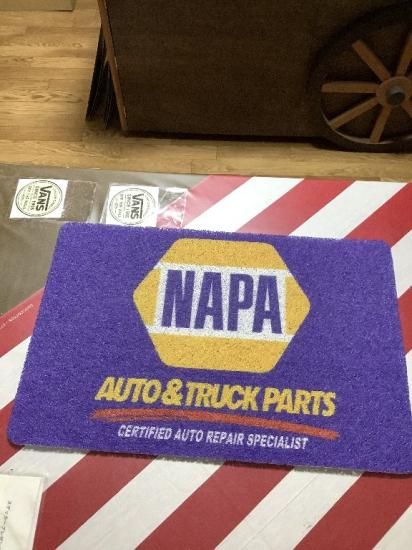 VANS
VANS
NAPA
AUTO & TRUCK PARTS
CERTIFIED AUTO REPAIR SPECIALIST